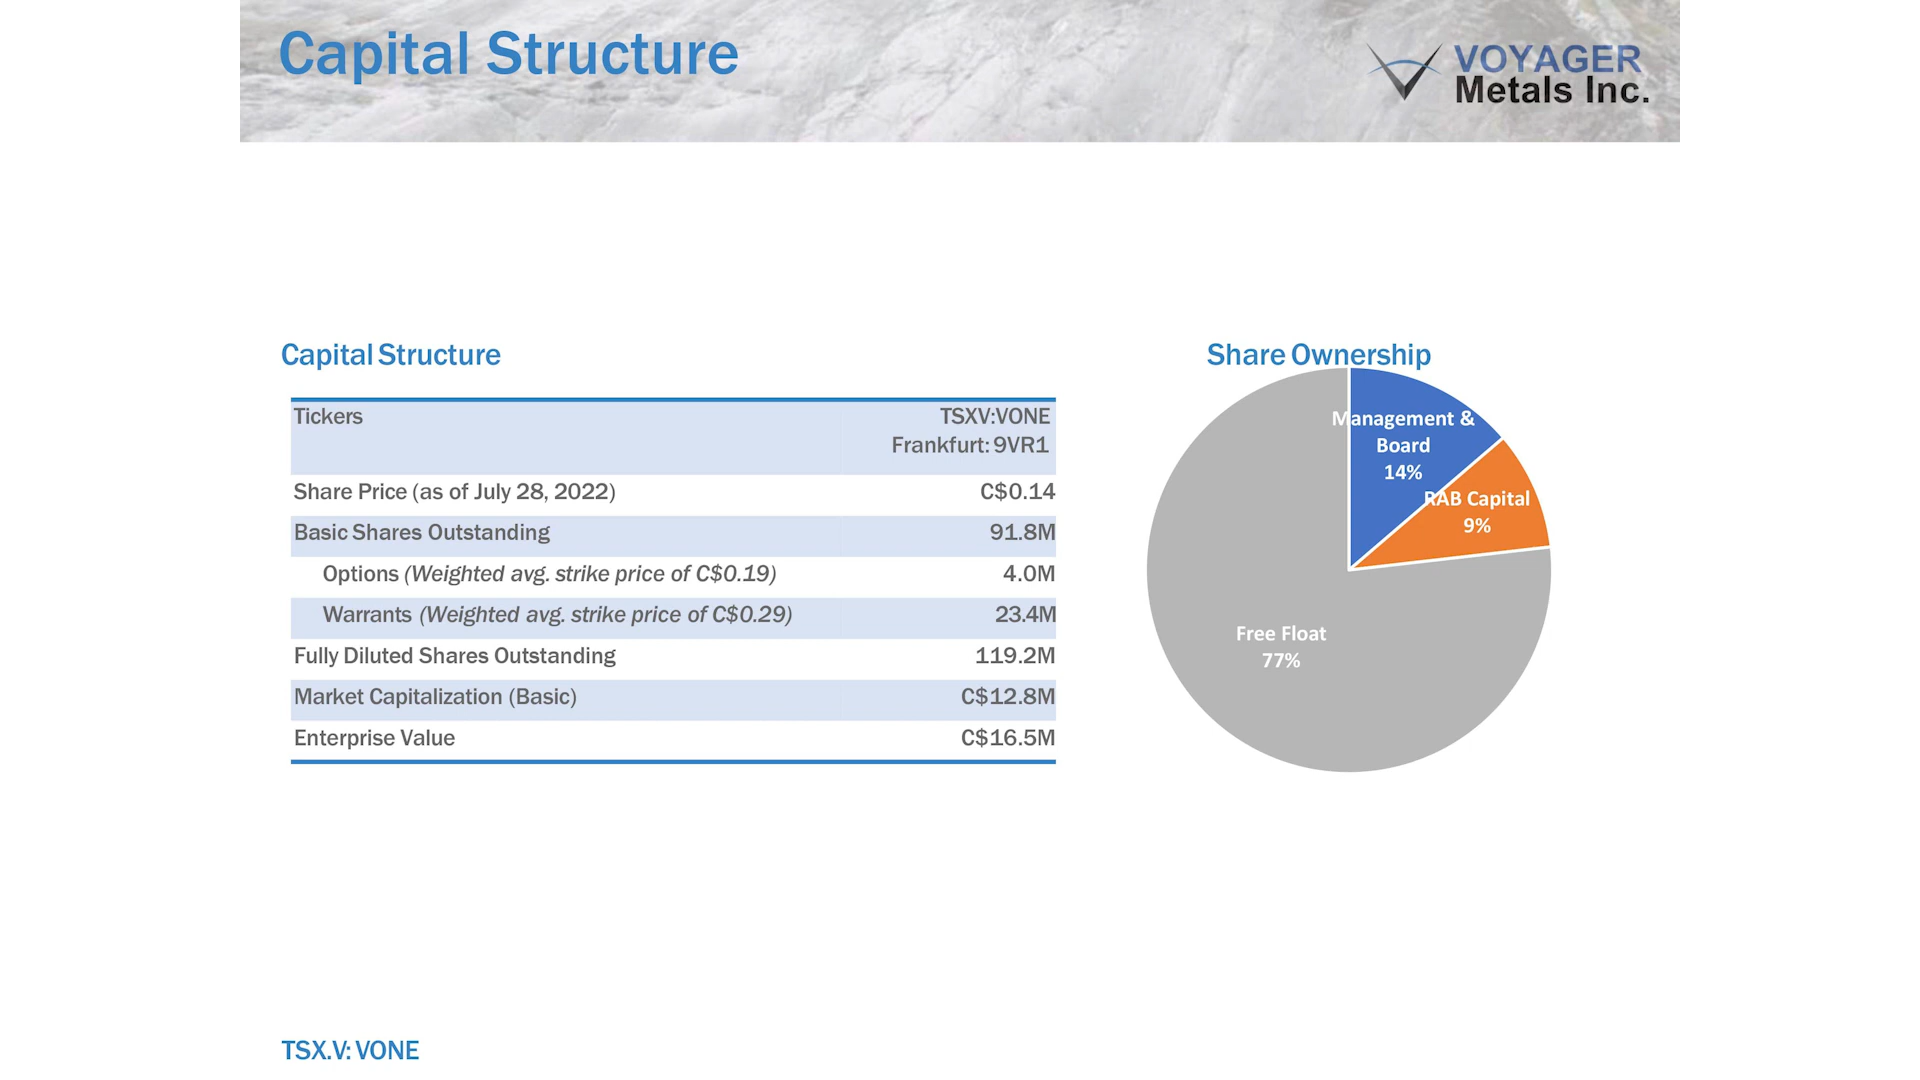 Capital Structure
VOYAGER
Metals Inc.
Capital Structure
Tickers TSXV:VONE
Frankfurt: 9VR1
Share Price (as of July 28, 2022) C$0.14
Basic Shares Outstanding 91.8M
Options (Weighted avg. strike price of C$0.19) 4.0M
Warrants (Weighted avg. strike price of C$0.29) 23.4M
Fully Diluted Shares Outstanding 119.2M
Market Capitalization (Basic) C$12.8M
Enterprise Value C$16.5M
Share Ownership
Management &
Board
14%
RAB Capital
9%
Free Float
77%
TSX.V: VONE